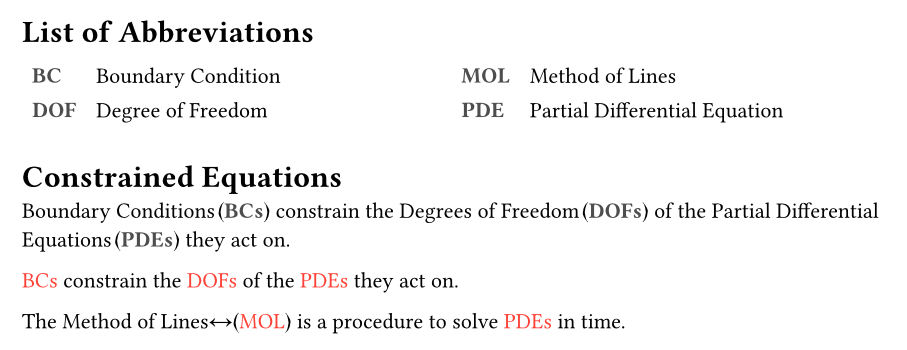 List of Abbreviations
BC Boundary Condition MOL Method of Lines
DOF Degree of Freedom PDE Partial Differential Equation
Constrained Equations
Boundary Conditions (BCs) constrain the Degrees of Freedom (DOFs) of the Partial Differential
Equations (PDEs) they act on.
BCs constrain the DOFs of the PDEs they act on.
The Method of Lines↔(MOL) is a procedure to solve PDEs in time.